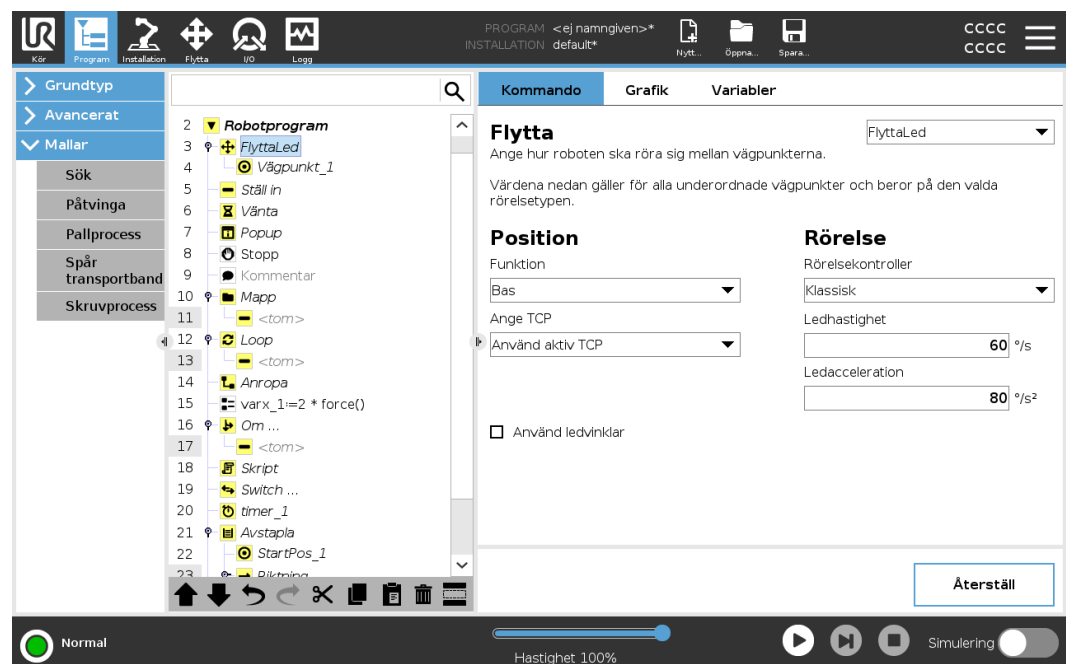 PROGRAM <ej namngiven>*
INSTALLATION default*
Kör
Program
Installation
Flytta
I/O
Logg
Nytt...
Öppna...
Spara...
cccc
cccc
Grundtyp
Avancerat
Mallar
Sök
Påtvinga
Pallprocess
Spår
transportband
Skruvprocess
2 Robotprogram
3 FlyttaLed
4 Vägpunkt_1
5 Ställ in
6 Vänta
7 Popup
8 Stopp
9 Kommentar
10 Mapp
11 <tom>
12 Loop
13 <tom>
14 Anropa
15 varx_1:=2 * force()
16 Om ...
17 <tom>
18 Skript
19 Switch ...
20 timer_1
21 Avstapla
22 StartPos_1
23 Riktning
Kommando
Grafik
Variabler
Flytta
FlyttaLed
Ange hur roboten ska röra sig mellan vägpunkterna.
Värdena nedan gäller för alla underordnade vägpunkter och beror på den valda
rörelsetypen.
Position
Funktion
Bas
Ange TCP
Använd aktiv TCP
Använd ledvinklar
Rörelse
Rörelsekontroller
Klassisk
Ledhastighet
60 °/s
Ledacceleration
80 °/s²
Återställ
Normal
Hastighet 100%
Simulering